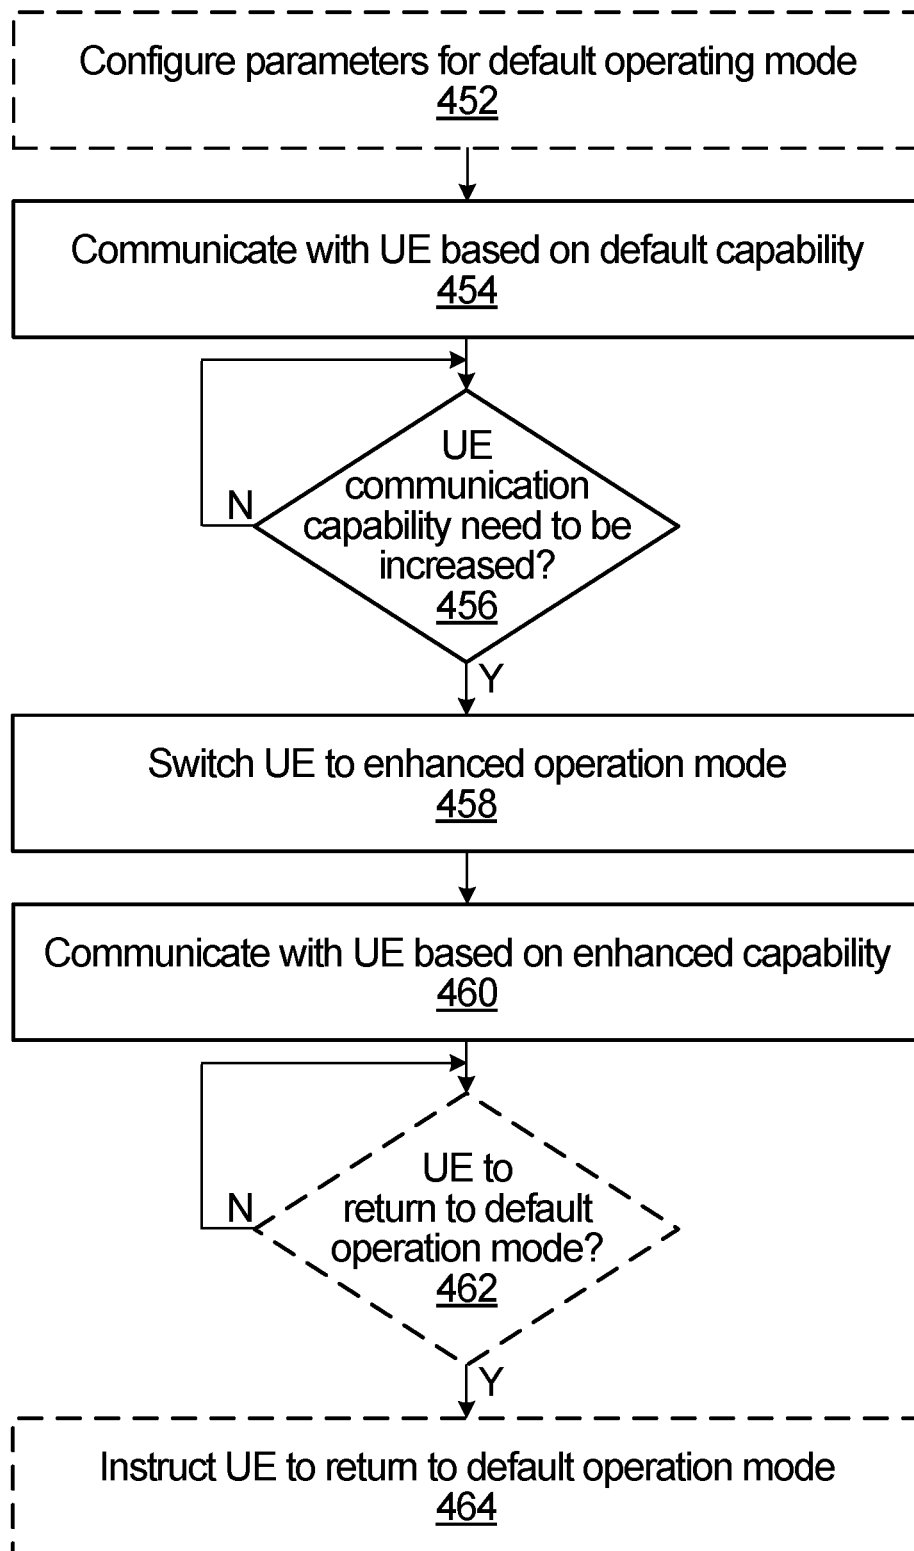 Configure parameters for default operating mode
452
Communicate with UE based on default capability
454
UE
communication
capability need to be
increased?
456
N
Y
Switch UE to enhanced operation mode
458
Communicate with UE based on enhanced capability
460
UE to
return to default
operation mode?
462
N
Y
Instruct UE to return to default operation mode
464